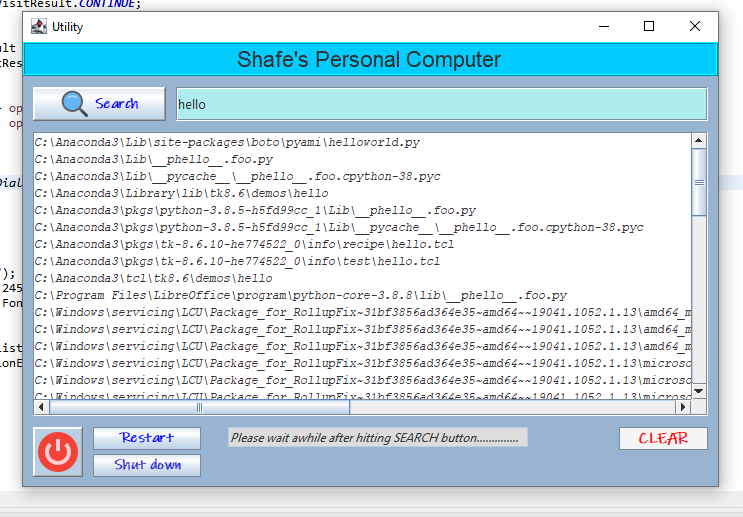 isitResult.CONTINUE;
Utility
Shafe's Personal Computer
Search
hello
C:\Anaconda3\Lib\site-packages\boto\pyami\helloworld.py
C:\Anaconda3\Lib\__phello__.foo.py
C:\Anaconda3\Lib\__pycache__\__phello__.foo.cpython-38.pyc
C:\Anaconda3\Library\lib\tk8.6\demos\hello
C:\Anaconda3\pkgs\python-3.8.5-h5fd99cc_1\Lib\__phello__.foo.py
C:\Anaconda3\pkgs\python-3.8.5-h5fd99cc_1\Lib\__pycache__\__phello__.foo.cpython-38.pyc
C:\Anaconda3\pkgs\tk-8.6.10-he774522_0\info\recipe\hello.tcl
C:\Anaconda3\pkgs\tk-8.6.10-he774522_0\info\test\hello.tcl
C:\Anaconda3\tcl\tk8.6\demos\hello
C:\Program Files\LibreOffice\program\python-core-3.8.8\lib\__phello__.foo.py
C:\Windows\servicing\LCU\Package_for_RollupFix~31bf3856ad364e35~amd64~~19041.1052.1.13\amd64_m
C:\Windows\servicing\LCU\Package_for_RollupFix~31bf3856ad364e35~amd64~~19041.1052.1.13\amd64_m
C:\Windows\servicing\LCU\Package_for_RollupFix~31bf3856ad364e35~amd64~~19041.1052.1.13\amd64_m
C:\Windows\servicing\LCU\Package_for_RollupFix~31bf3856ad364e35~amd64~~19041.1052.1.13\microsc
C:\Windows\servicing\LCU\Package_for_RollupFix~31bf3856ad364e35~amd64~~19041.1052.1.13\microsc
C:\Windows\servicing\LCU\Package_for_RollupFix~31bf3856ad364e35~amd64~~19041.1052.1.13\microsc
Restart
Please wait awhile after hitting SEARCH button..............
CLEAR
Shut down